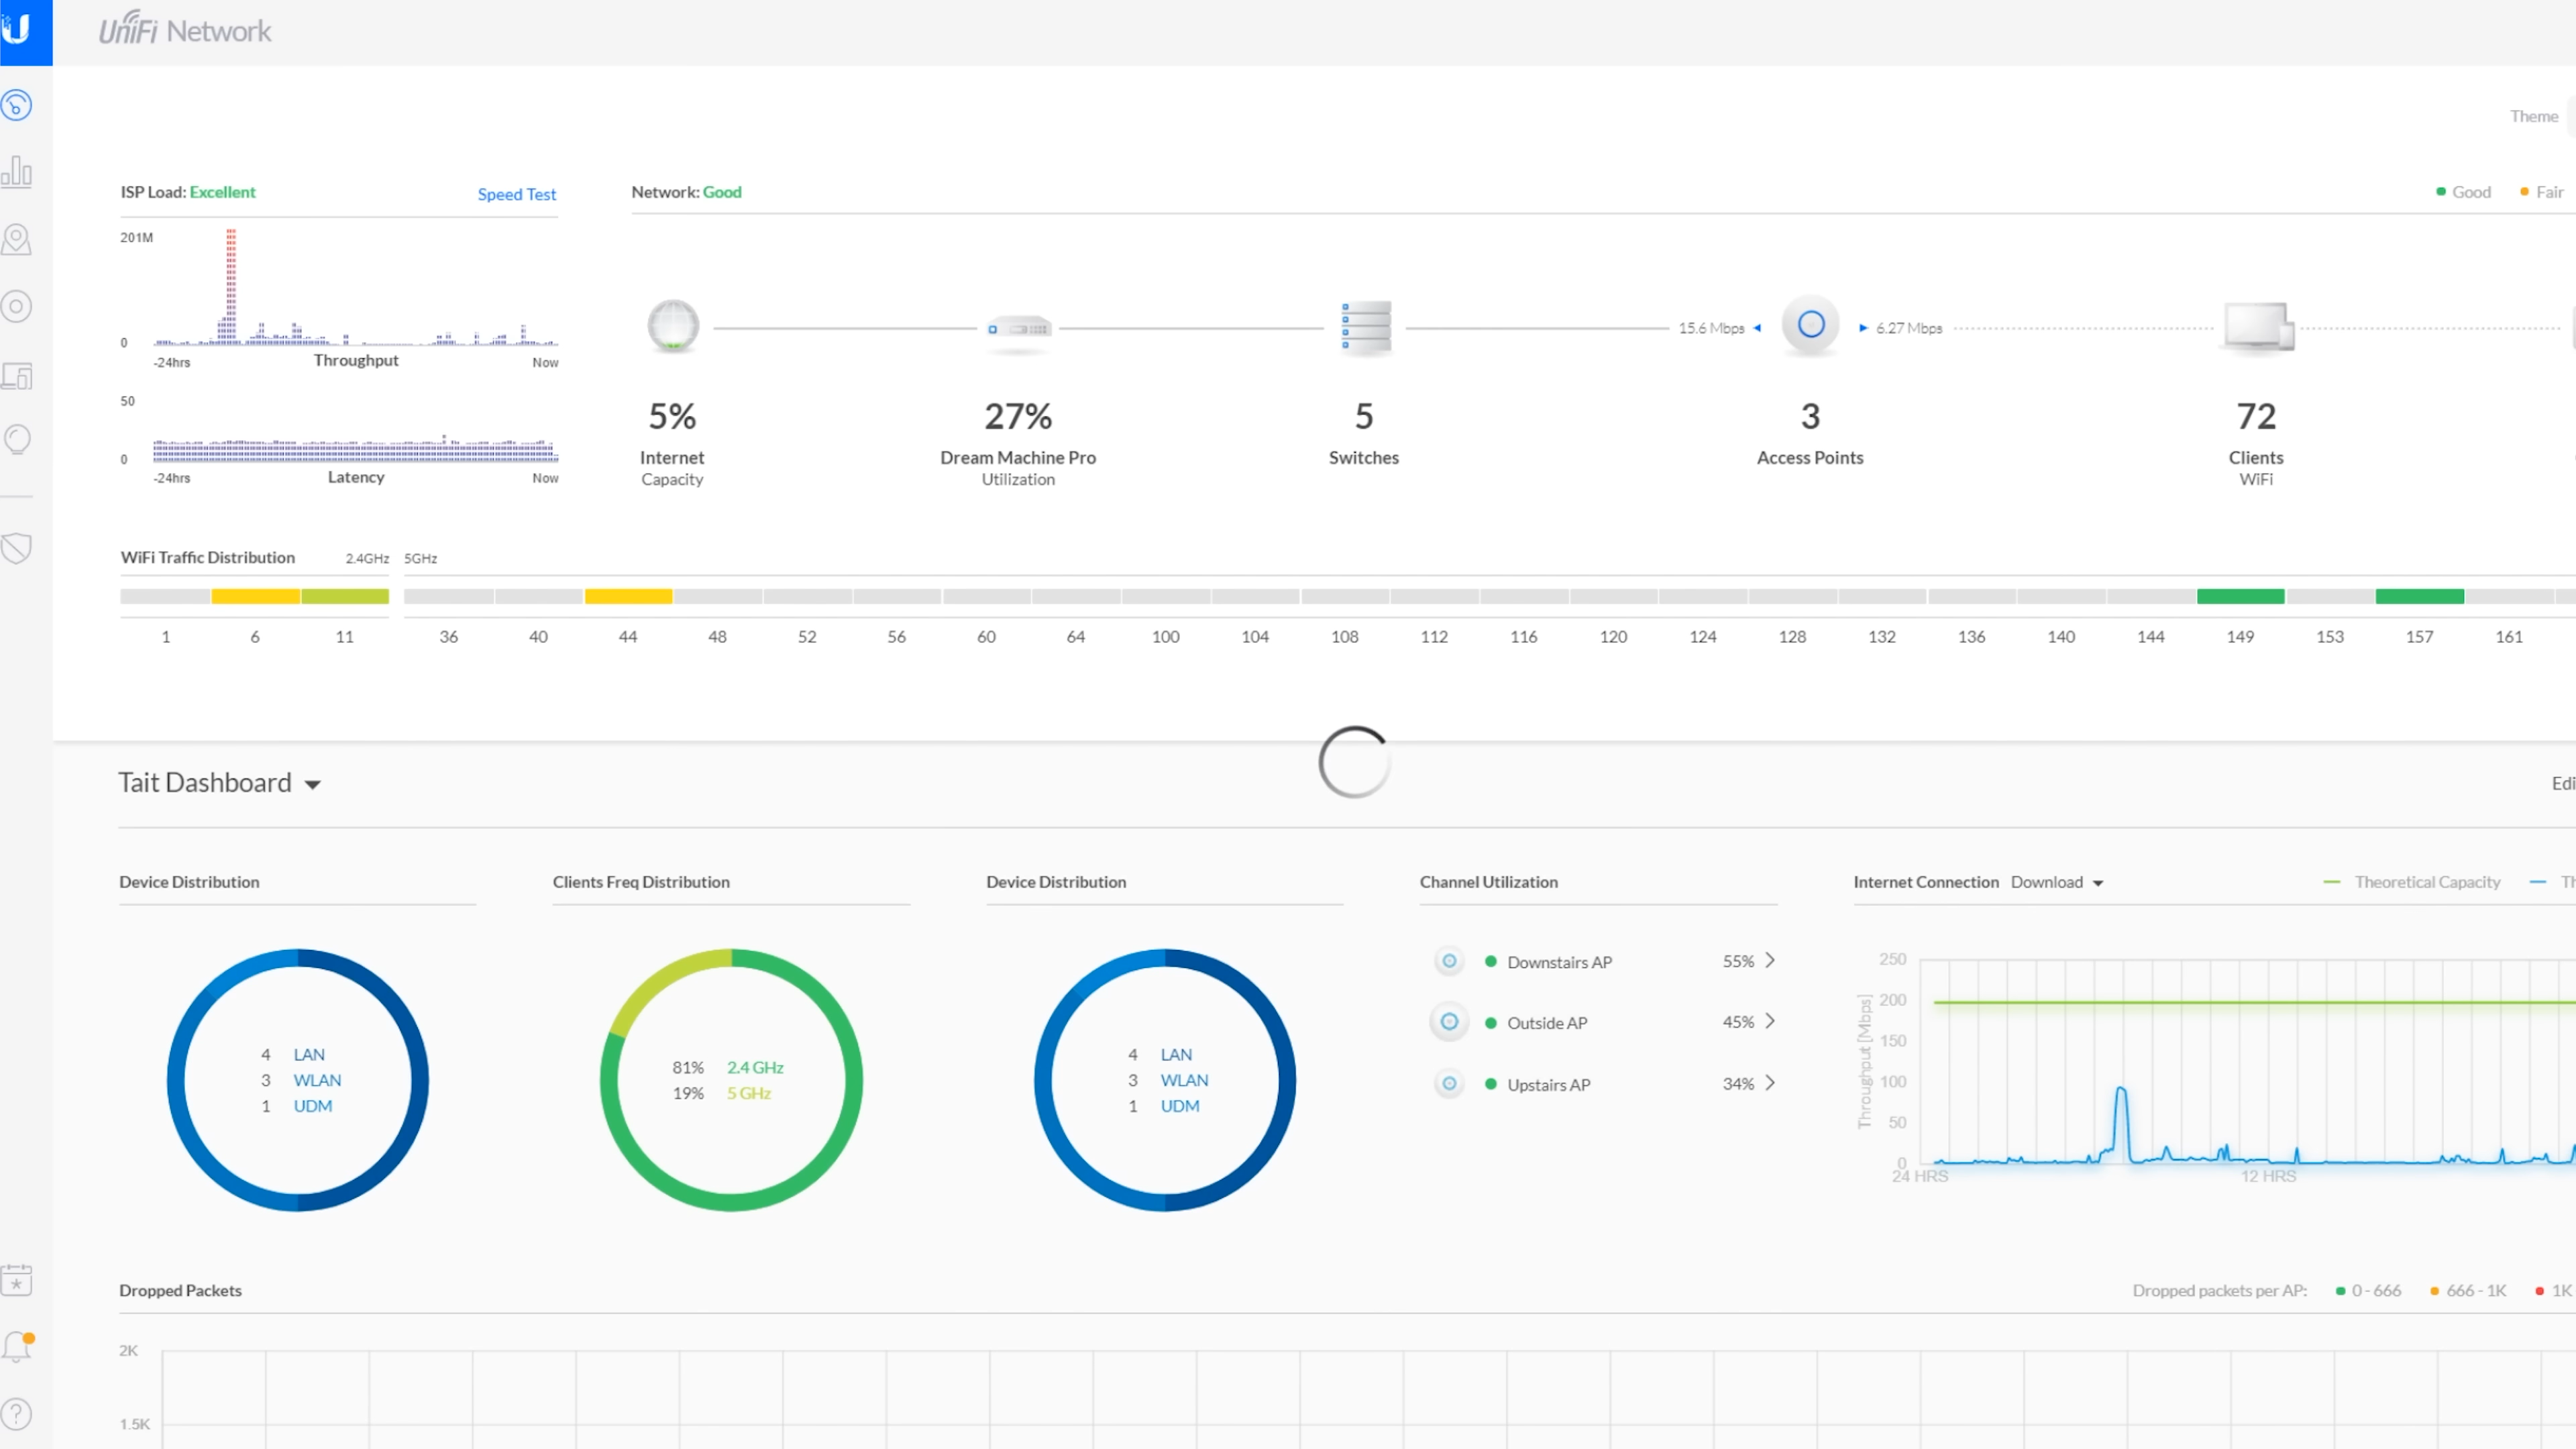 UniFi Network
Theme
ISP Load: Excellent
Speed Test
Network: Good
Good
Fair
201M
0
-24hrs
Throughput
Now
50
0
-24hrs
Latency
Now
15.6 Mbps
6.27 Mbps
5%
Internet
Capacity
27%
Dream Machine Pro
Utilization
5
Switches
3
Access Points
72
Clients
WiFi
WiFi Traffic Distribution
2.4GHz
5GHz
1 6 11 36 40 44 48 52 56 60 64 100 104 108 112 116 120 124 128 132 136 140 144 149 153 157 161
Tait Dashboard
Edi
Device Distribution
4 LAN
3 WLAN
1 UDM
Clients Freq Distribution
81% 2.4 GHz
19% 5 GHz
Device Distribution
4 LAN
3 WLAN
1 UDM
Channel Utilization
Downstairs AP 55%
Outside AP 45%
Upstairs AP 34%
Internet Connection Download
Theoretical Capacity
Th
Throughput [Mbps]
250
200
150
100
50
0
24 HRS
12 HRS
Dropped Packets
Dropped packets per AP: 0 - 666 666 - 1K 1K
2K
1.5K